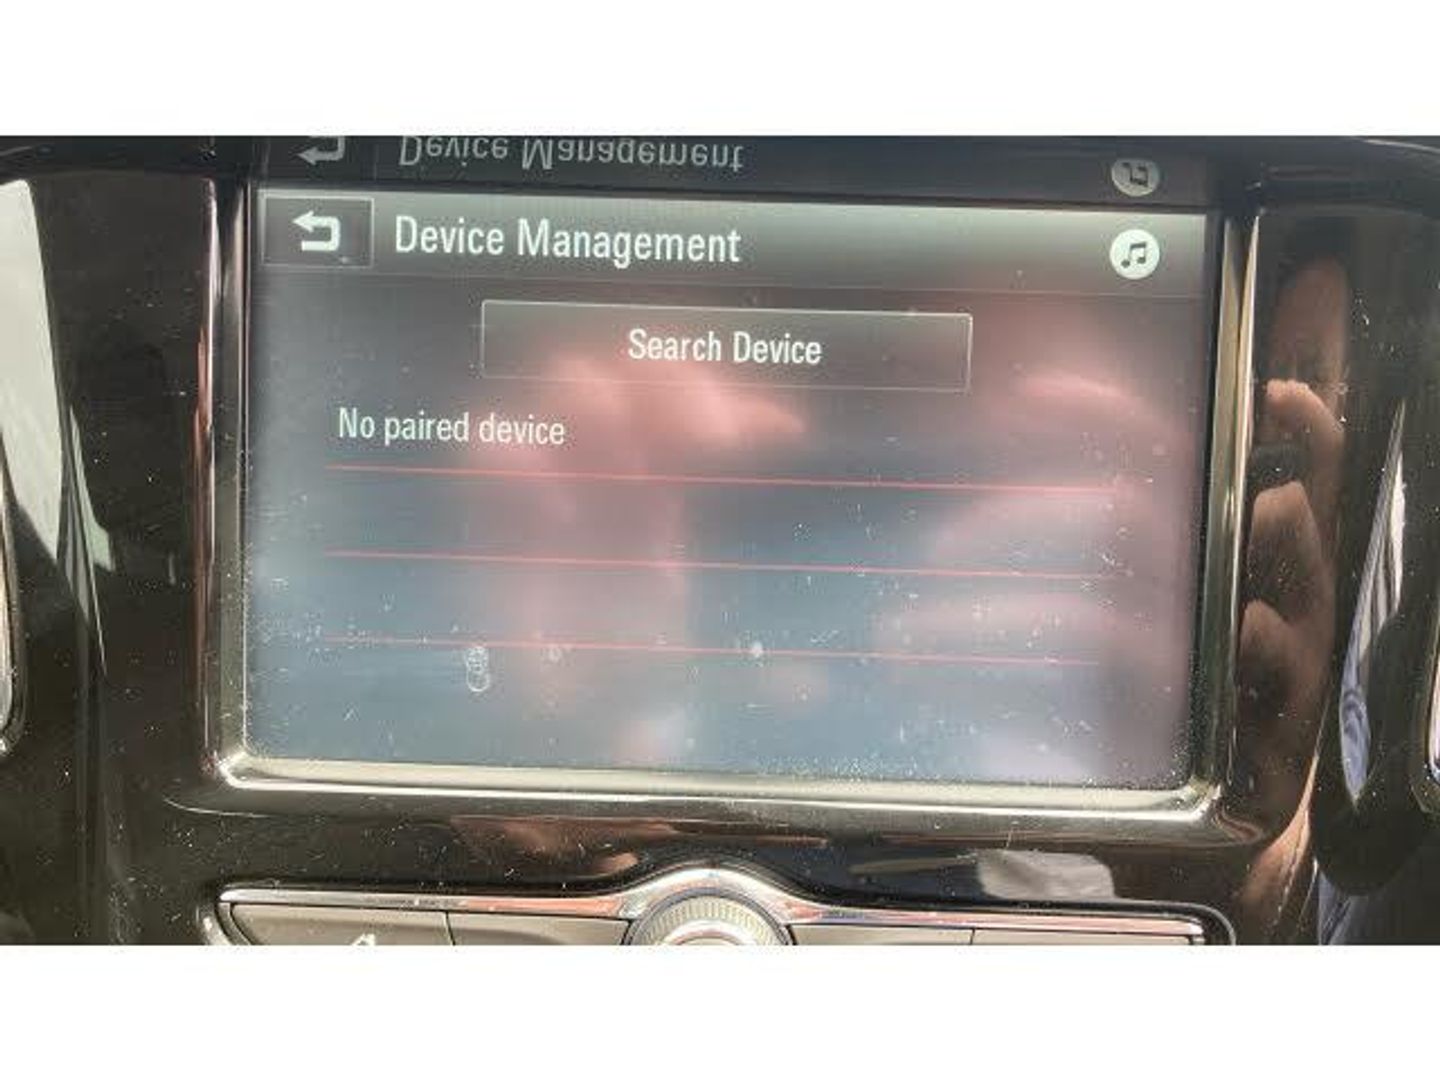 Device Management
Search Device
No paired device